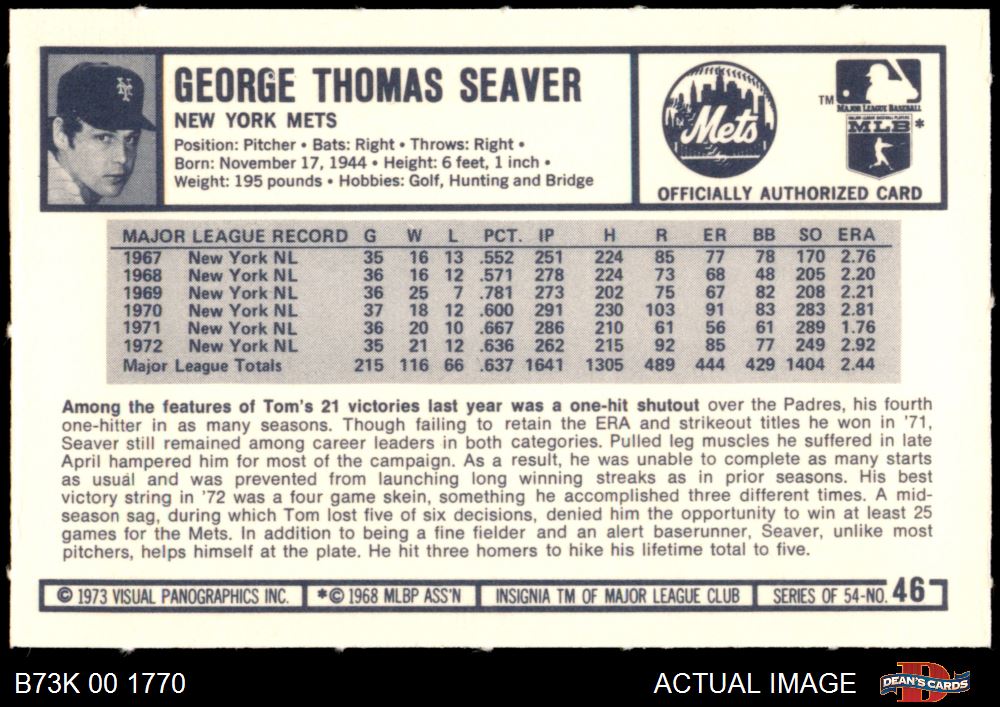 GEORGE THOMAS SEAVER
NEW YORK METS
Position: Pitcher • Bats: Right • Throws: Right •
Born: November 17, 1944 • Height: 6 feet, 1 inch •
Weight: 195 pounds • Hobbies: Golf, Hunting and Bridge
NY
Mets
TM
MAJOR LEAGUE BASEBALL
MAJOR LEAGUE BASEBALL PLAYERS
MLB*
OFFICIALLY AUTHORIZED CARD
MAJOR LEAGUE RECORD G W L PCT. IP H R ER BB SO ERA
1967 New York NL 35 16 13 .552 251 224 85 77 78 170 2.76
1968 New York NL 36 16 12 .571 278 224 73 68 48 205 2.20
1969 New York NL 36 25 7 .781 273 202 75 67 82 208 2.21
1970 New York NL 37 18 12 .600 291 230 103 91 83 283 2.81
1971 New York NL 36 20 10 .667 286 210 61 56 61 289 1.76
1972 New York NL 35 21 12 .636 262 215 92 85 77 249 2.92
Major League Totals 215 116 66 .637 1641 1305 489 444 429 1404 2.44
Among the features of Tom's 21 victories last year was a one-hit shutout over the Padres, his fourth
one-hitter in as many seasons. Though failing to retain the ERA and strikeout titles he won in '71,
Seaver still remained among career leaders in both categories. Pulled leg muscles he suffered in late
April hampered him for most of the campaign. As a result, he was unable to complete as many starts
as usual and was prevented from launching long winning streaks as in prior seasons. His best
victory string in '72 was a four game skein, something he accomplished three different times. A mid-
season sag, during which Tom lost five of six decisions, denied him the opportunity to win at least 25
games for the Mets. In addition to being a fine fielder and an alert baserunner, Seaver, unlike most
pitchers, helps himself at the plate. He hit three homers to hike his lifetime total to five.
© 1973 VISUAL PANOGRAPHICS INC. *© 1968 MLBP ASS'N INSIGNIA TM OF MAJOR LEAGUE CLUB SERIES OF 54-NO. 46
B73K 00 1770 ACTUAL IMAGE D DEAN'S CARDS